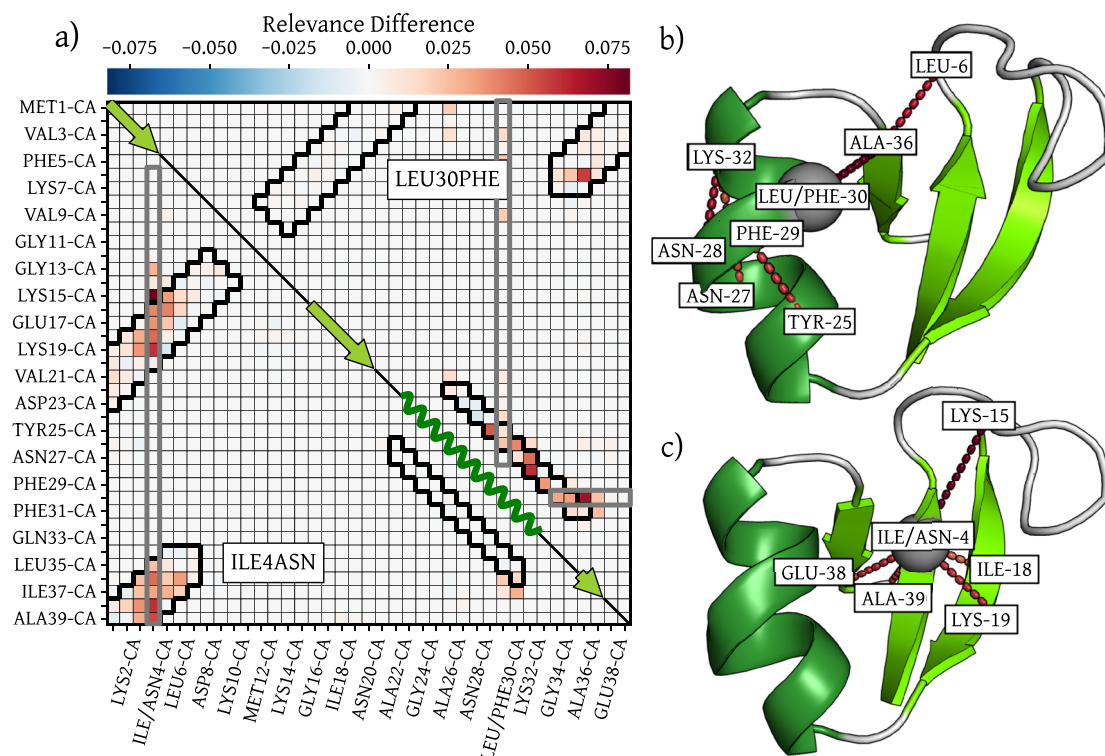 a)
Relevance Difference
−0.075 −0.050 −0.025 0.000 0.025 0.050 0.075
MET1-CA
VAL3-CA
PHE5-CA
LYS7-CA
VAL9-CA
GLY11-CA
GLY13-CA
LYS15-CA
GLU17-CA
LYS19-CA
VAL21-CA
ASP23-CA
TYR25-CA
ASN27-CA
PHE29-CA
PHE31-CA
GLN33-CA
LEU35-CA
ILE37-CA
ALA39-CA
LEU30PHE
ILE4ASN
LYS2-CA
ILE/ASN4-CA
LEU6-CA
ASP8-CA
LYS10-CA
MET12-CA
LYS14-CA
GLY16-CA
ILE18-CA
ASN20-CA
ALA22-CA
GLY24-CA
ALA26-CA
ASN28-CA
LEU/PHE30-CA
LYS32-CA
GLY34-CA
ALA36-CA
GLU38-CA
b)
LEU-6
ALA-36
LYS-32
LEU/PHE-30
PHE-29
ASN-28
ASN-27
TYR-25
c)
LYS-15
ILE/ASN-4
GLU-38
ILE-18
ALA-39
LYS-19